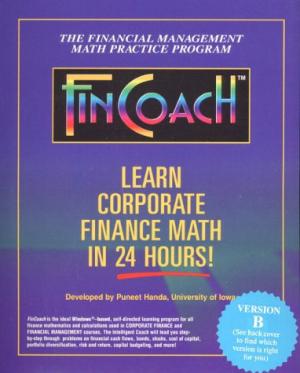 THE FINANCIAL MANAGEMENT
MATH PRACTICE PROGRAM
FINCOACH™
LEARN
CORPORATE
FINANCE MATH
IN 24 HOURS!
Developed by Puneet Handa, University of Iowa
FinCoach is the ideal Windows™-based, self-directed learning program for all
finance mathematics and calculations used in CORPORATE FINANCE and
FINANCIAL MANAGEMENT courses. The Intelligent Coach will lead you step-
by-step through problems on financial cash flows, bonds, stocks, cost of capital,
portfolio diversification, risk and return, capital budgeting, and more!
VERSION
B
(See back cover
to find which
version is right
for you)